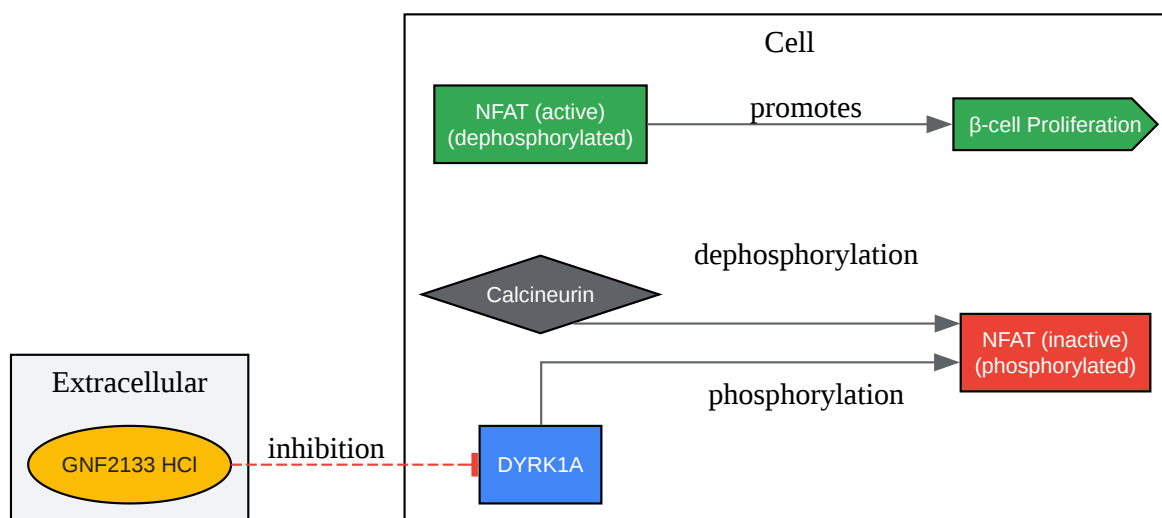 Cell
NFAT (active)
(dephosphorylated)
promotes
β-cell Proliferation
dephosphorylation
Calcineurin
NFAT (inactive)
(phosphorylated)
Extracellular
phosphorylation
GNF2133 HCl
inhibition
DYRK1A